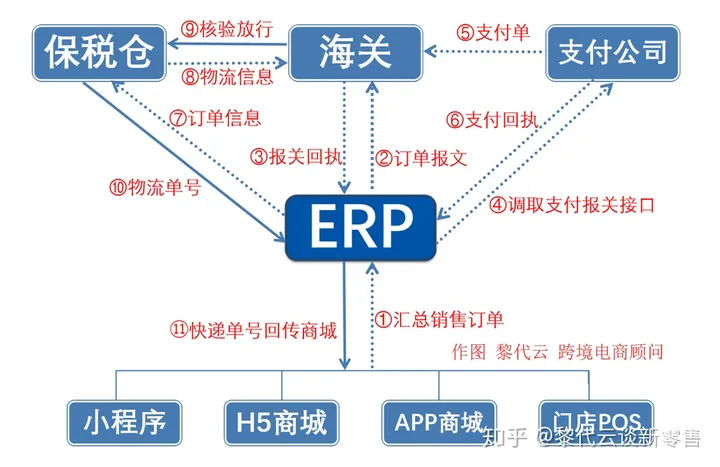 ⑨核验放行
保税仓
海关
⑤支付单
支付公司
⑧物流信息
⑦订单信息
⑥支付回执
③报关回执
②订单报文
⑩物流单号
④调取支付报关接口
ERP
①汇总销售订单
⑪快递单号回传商城
作图 黎代云 跨境电商顾问
小程序
H5商城
APP商城
门店POS
知乎 @黎代云谈新零售